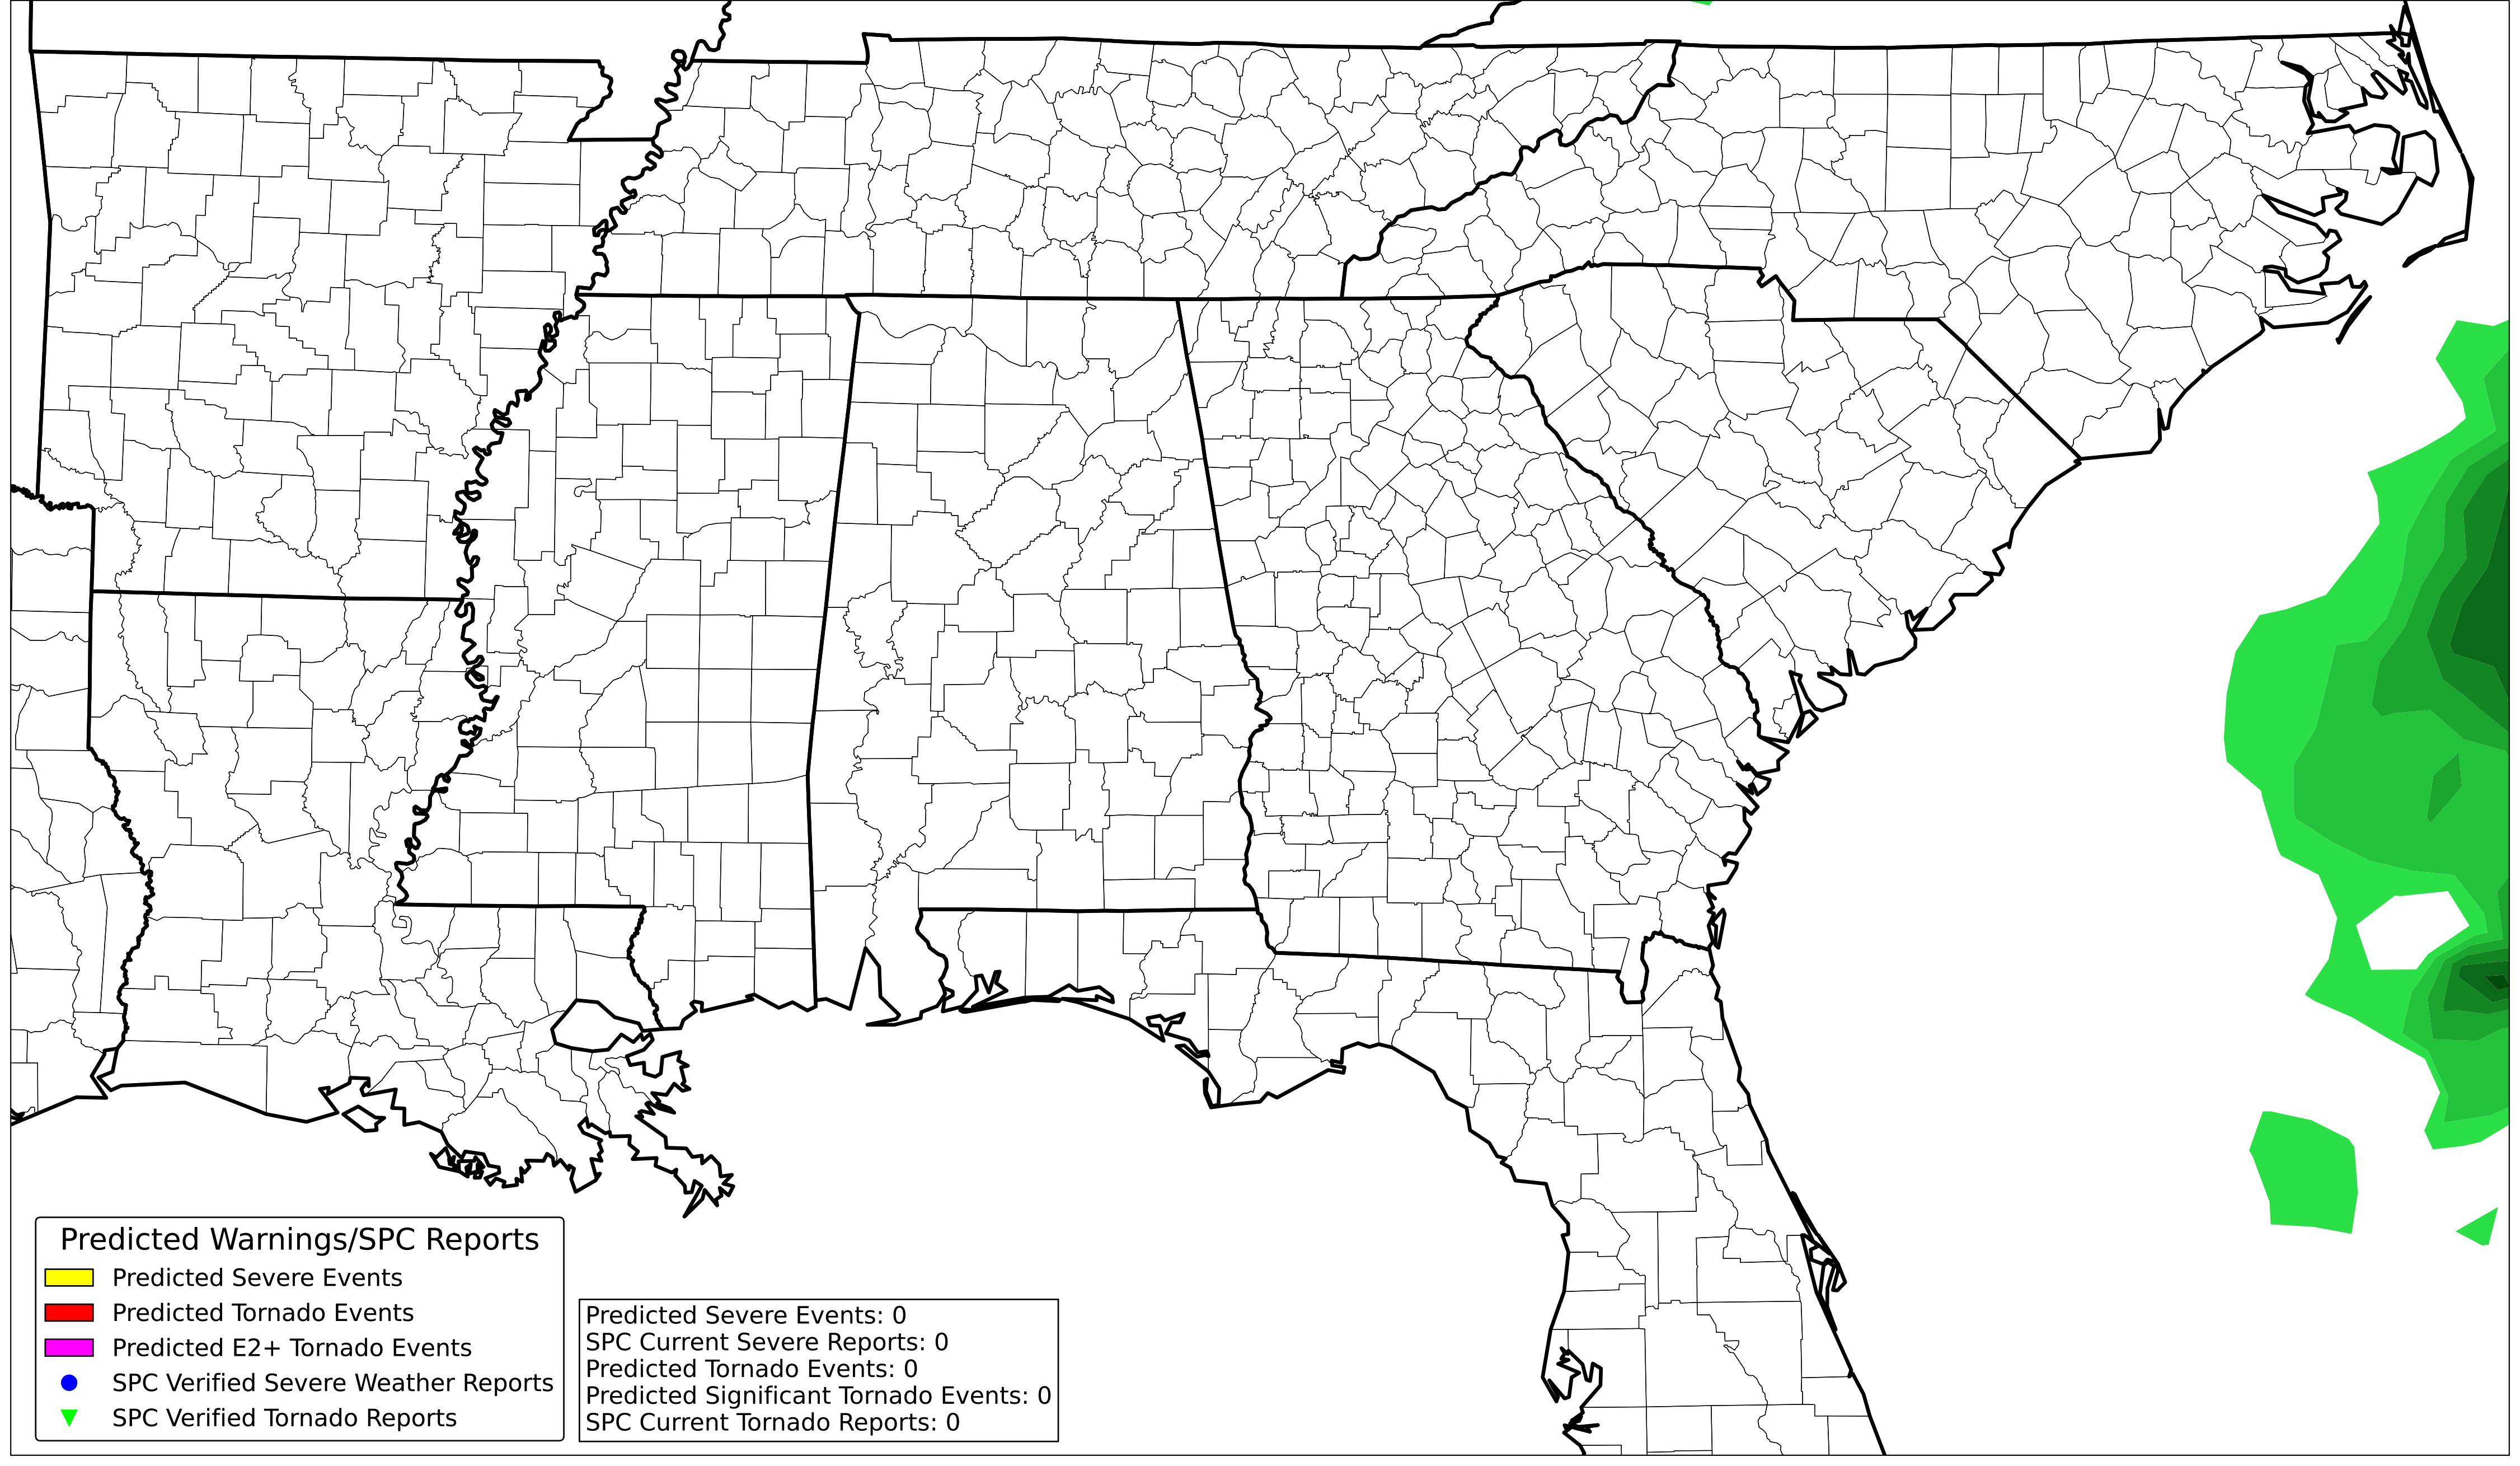 Predicted Warnings/SPC Reports
Predicted Severe Events
Predicted Tornado Events
Predicted E2+ Tornado Events
SPC Verified Severe Weather Reports
SPC Verified Tornado Reports
Predicted Severe Events: 0
SPC Current Severe Reports: 0
Predicted Tornado Events: 0
Predicted Significant Tornado Events: 0
SPC Current Tornado Reports: 0